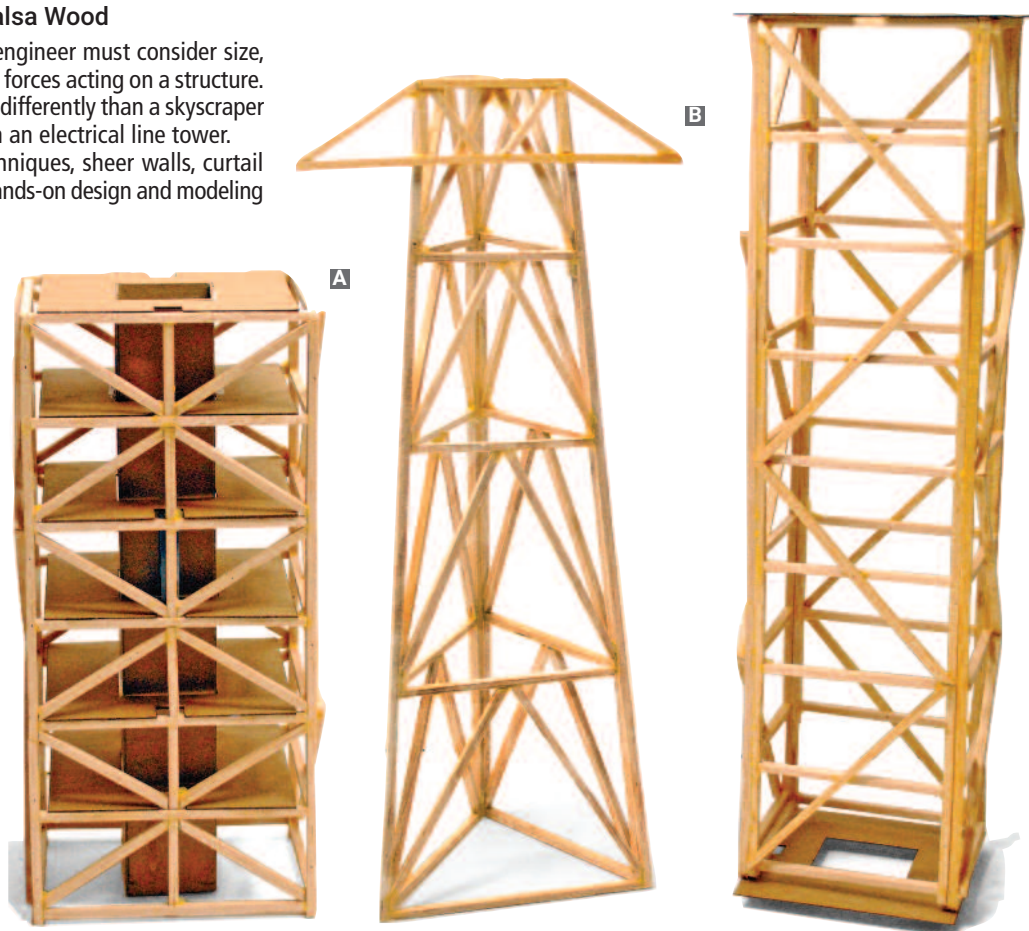 alsa Wood
engineer must consider size,
forces acting on a structure.
differently than a skyscraper
an electrical line tower.
niques, sheer walls, curtail
ands-on design and modeling
A
B